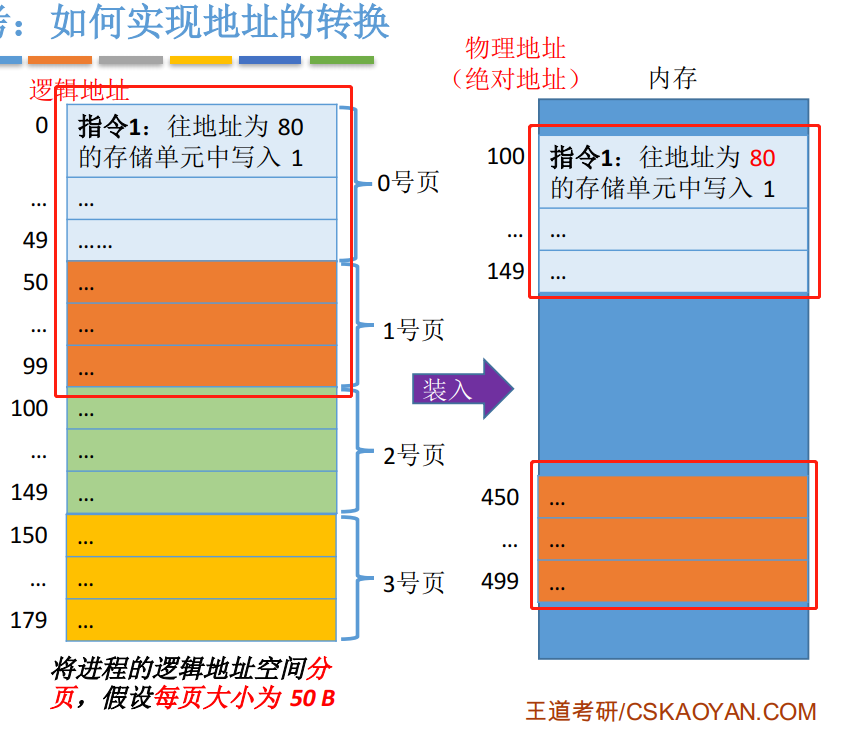 考：如何实现地址的转换
逻辑地址
0
指令1：往地址为 80
的存储单元中写入 1
...
...
49
......
0号页
50
...
...
...
99
...
1号页
100
...
...
...
149
...
2号页
150
...
...
...
179
...
3号页
将进程的逻辑地址空间分
页，假设每页大小为 50 B
装入
物理地址
（绝对地址）
内存
100
指令1：往地址为 80
的存储单元中写入 1
...
...
149
...
450
...
...
...
499
...
王道考研/CSKAOYAN.COM